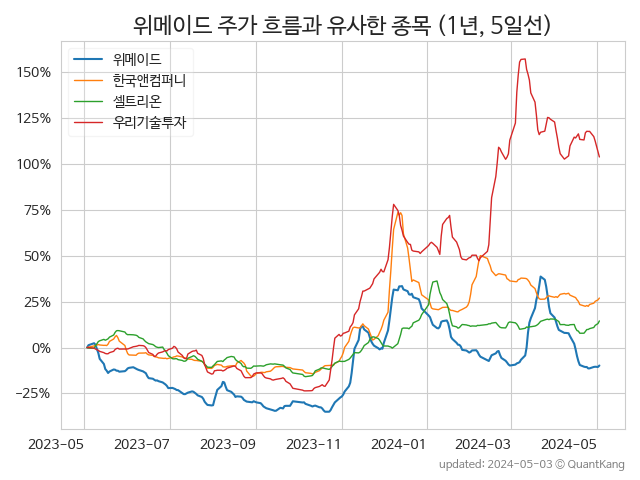 위메이드 주가 흐름과 유사한 종목 (1년, 5일선)
위메이드
한국앤컴퍼니
셀트리온
우리기술투자
150%
125%
100%
75%
50%
25%
0%
−25%
2023-05 2023-07 2023-09 2023-11 2024-01 2024-03 2024-05
updated: 2024-05-03 © QuantKang